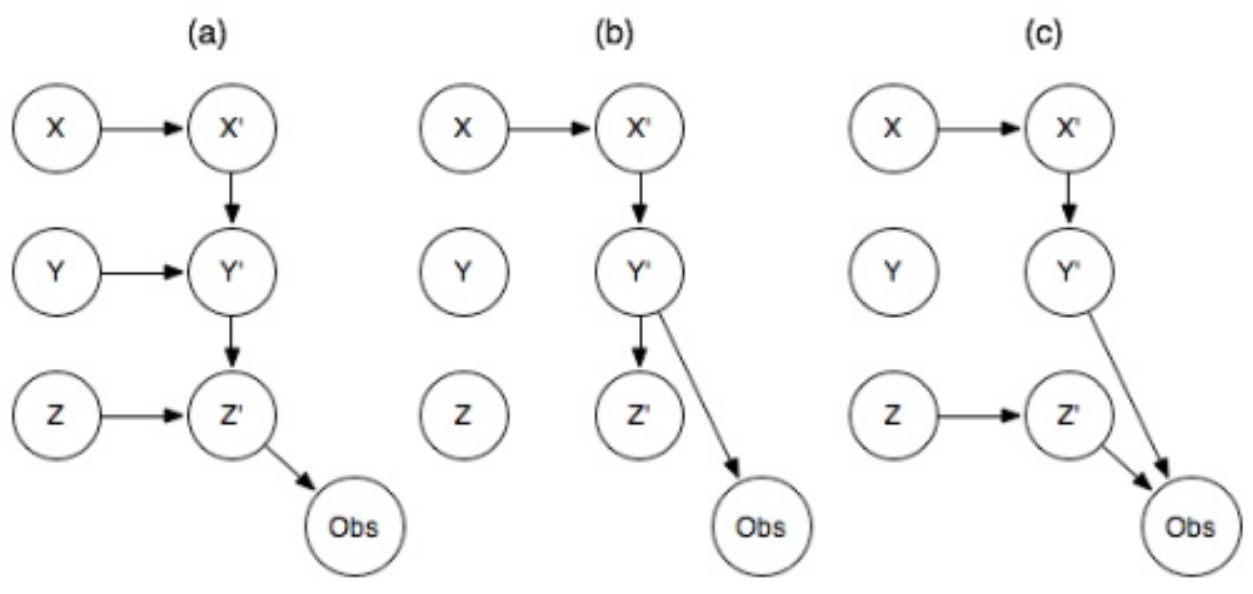 (a) (b) (c)
X X' X X' X X'
Y Y' Y Y' Y Y'
Z Z' Z Z' Z Z'
Obs Obs Obs